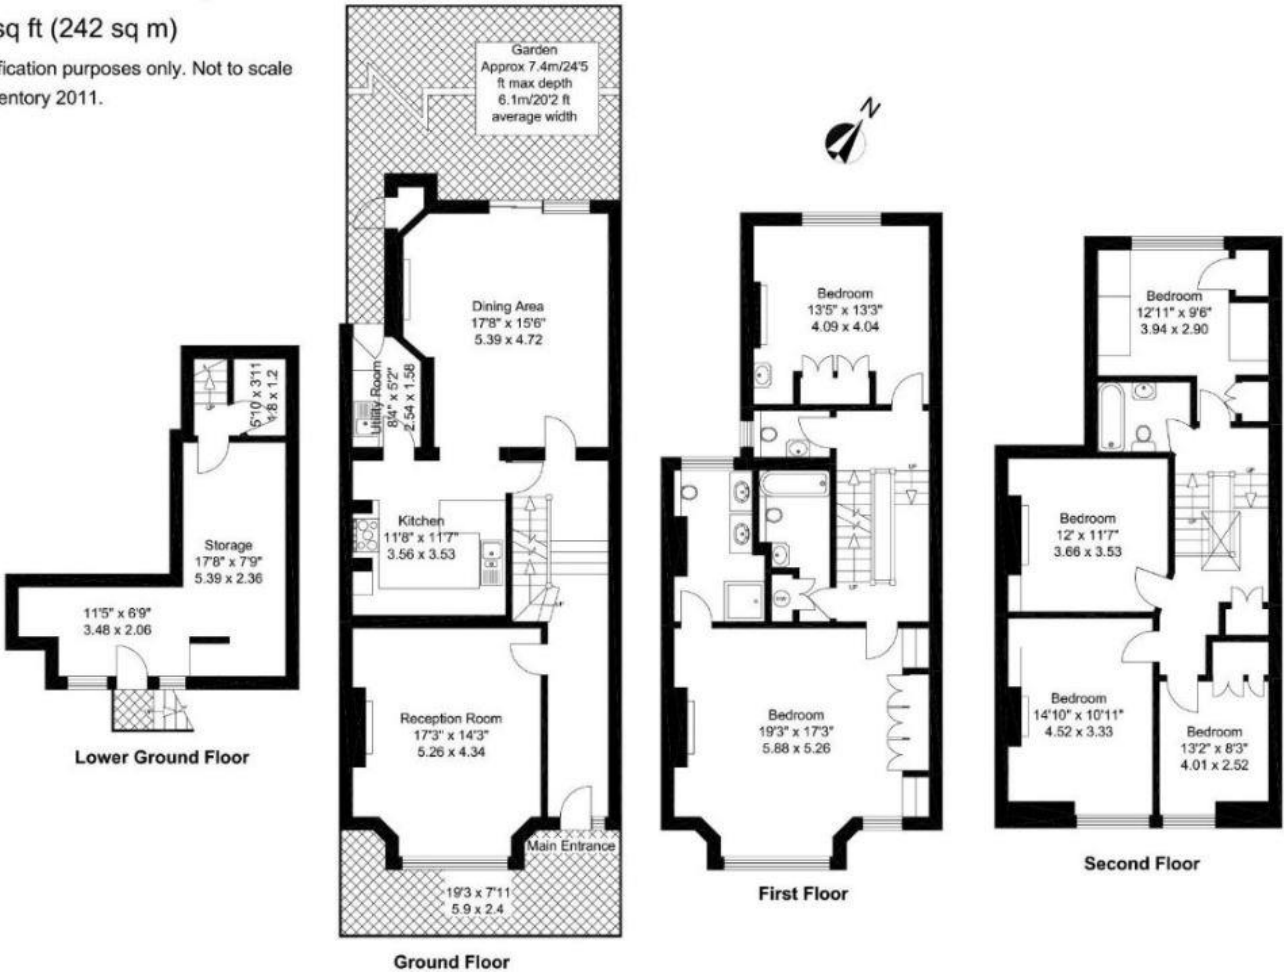 sq ft (242 sq m)
fication purposes only. Not to scale
entory 2011.
Garden
Approx 7.4m/24'5
ft max depth
6.1m/20'2 ft
average width
N
Dining Area
17'8" x 15'6"
5.39 x 4.72
Utility Room
8'4" x 5'2"
2.54 x 1.58
Kitchen
11'8" x 11'7"
3.56 x 3.53
UP
Reception Room
17'3" x 14'3"
5.26 x 4.34
Main Entrance
19'3 x 7'11
5.9 x 2.4
Ground Floor
UP
5'10 x 3'11
1.8 x 1.2
Storage
17'8" x 7'9"
5.39 x 2.36
11'5" x 6'9"
3.48 x 2.06
Lower Ground Floor
Bedroom
13'5" x 13'3"
4.09 x 4.04
UP
UP
Bedroom
19'3" x 17'3"
5.88 x 5.26
First Floor
Bedroom
12'11" x 9'6"
3.94 x 2.90
UP
UP
Bedroom
12' x 11'7"
3.66 x 3.53
Bedroom
14'10" x 10'11"
4.52 x 3.33
Bedroom
13'2" x 8'3"
4.01 x 2.52
Second Floor